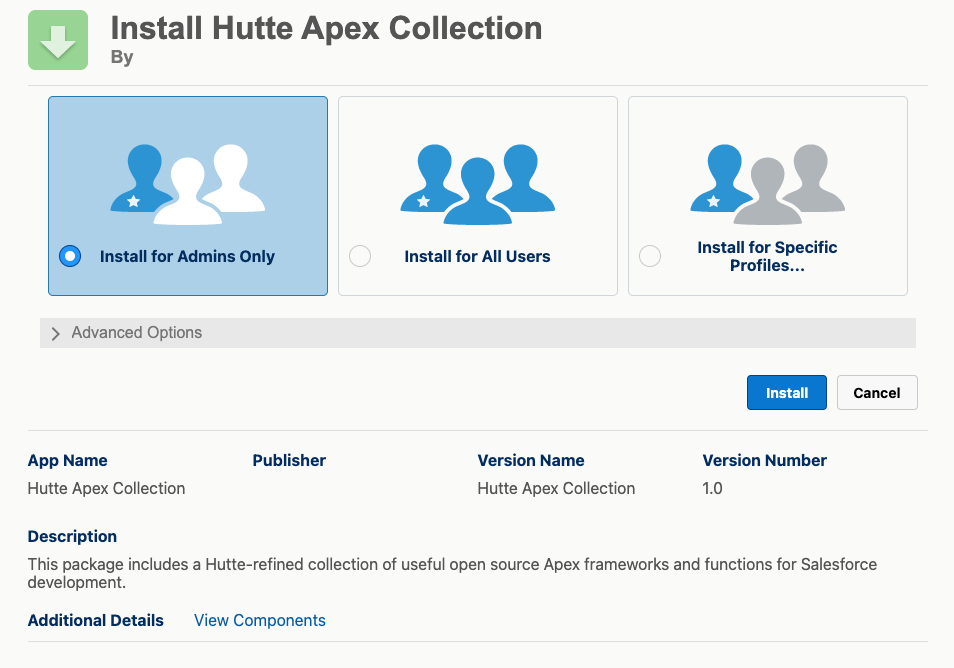 Install Hutte Apex Collection
By
Install for Admins Only
Install for All Users
Install for Specific
Profiles...
Advanced Options
Install
Cancel
App Name
Publisher
Version Name
Version Number
Hutte Apex Collection
Hutte Apex Collection
1.0
Description
This package includes a Hutte-refined collection of useful open source Apex frameworks and functions for Salesforce
development.
Additional Details
View Components